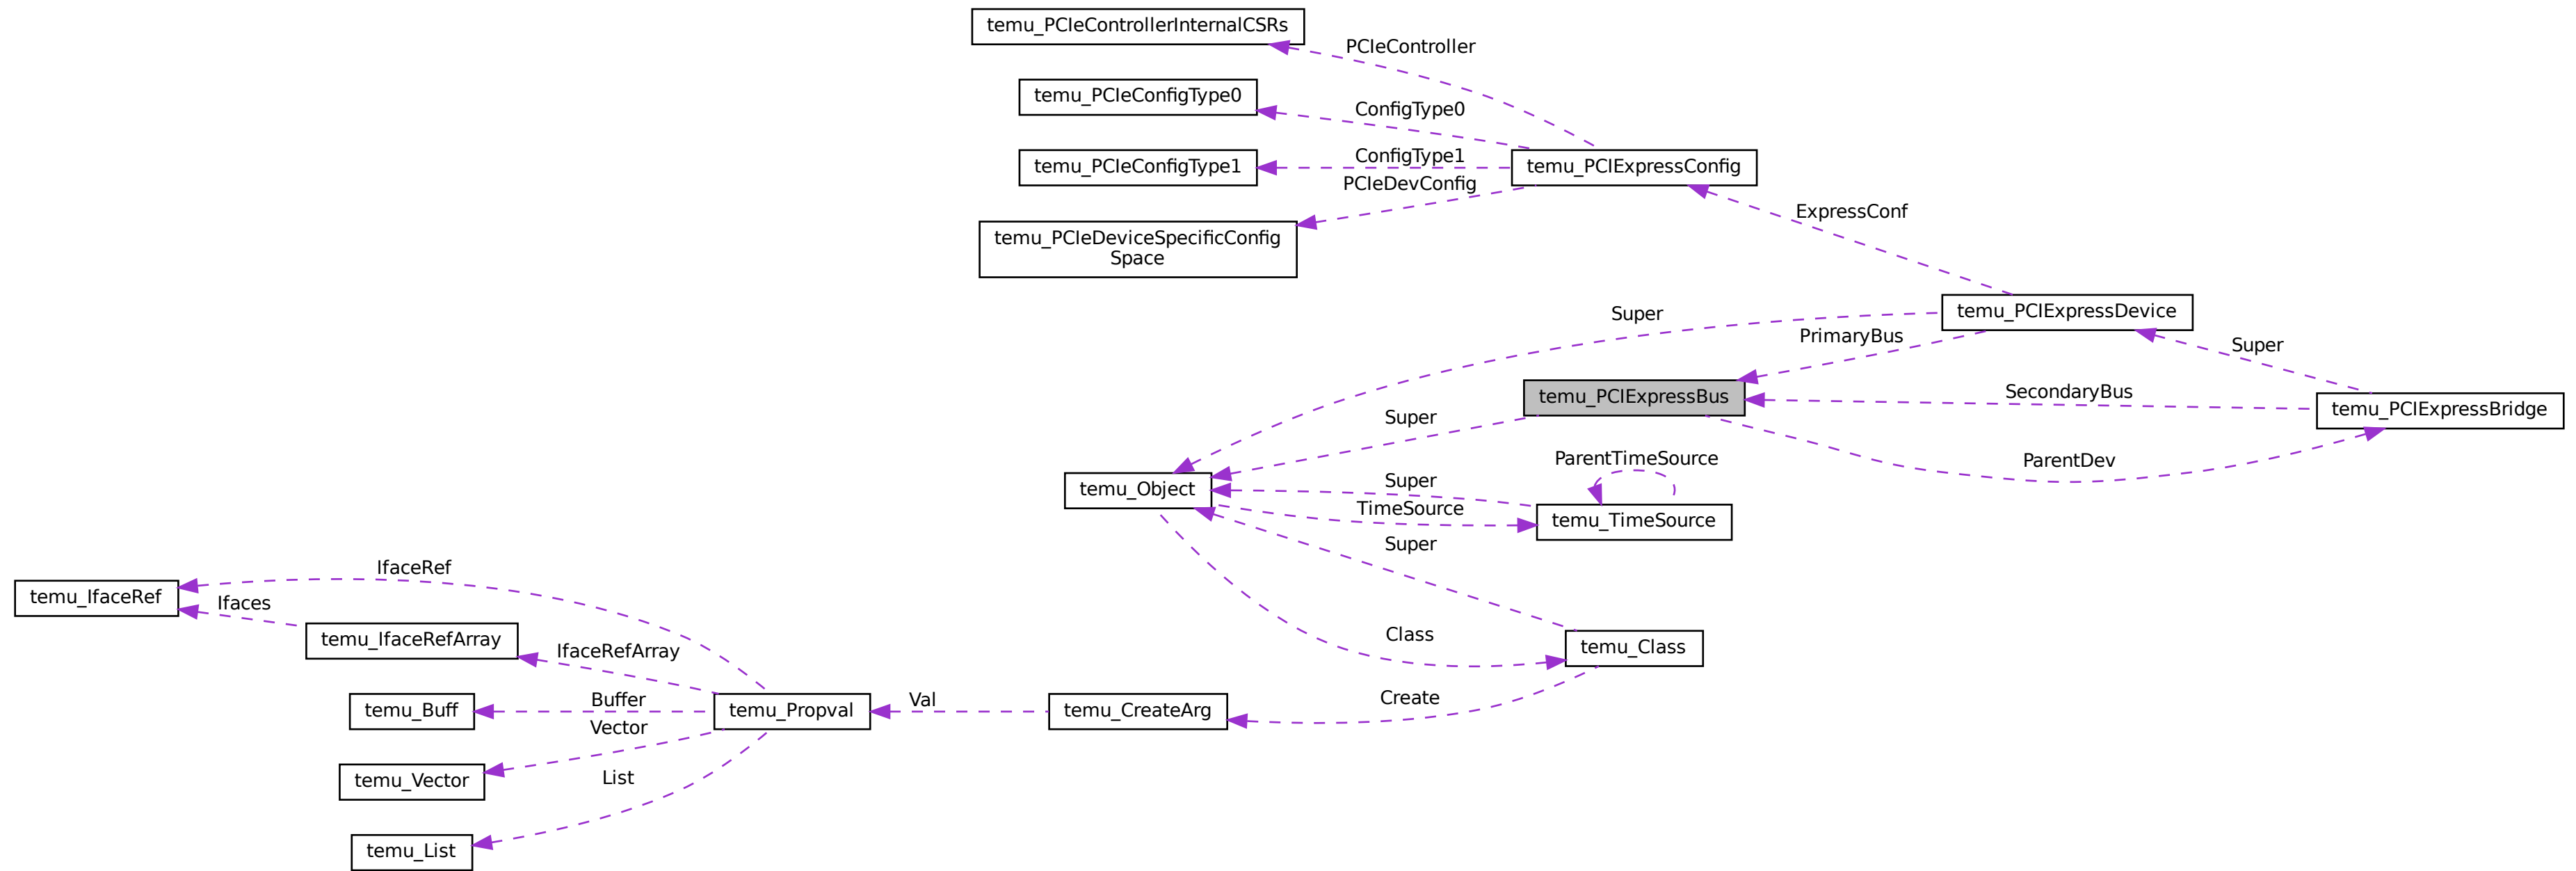 temu_PCIeControllerInternalCSRs
PCIeController
temu_PCIeConfigType0
ConfigType0
temu_PCIeConfigType1
ConfigType1
temu_PCIExpressConfig
PCIeDevConfig
temu_PCIeDeviceSpecificConfig
Space
ExpressConf
Super
temu_PCIExpressDevice
PrimaryBus
Super
temu_PCIExpressBus
SecondaryBus
temu_PCIExpressBridge
Super
ParentDev
temu_Object
Super
ParentTimeSource
TimeSource
temu_TimeSource
Super
IfaceRef
temu_IfaceRef
Ifaces
temu_IfaceRefArray
IfaceRefArray
Class
temu_Class
temu_Buff
Buffer
temu_Propval
Val
temu_CreateArg
Create
Vector
temu_Vector
List
temu_List